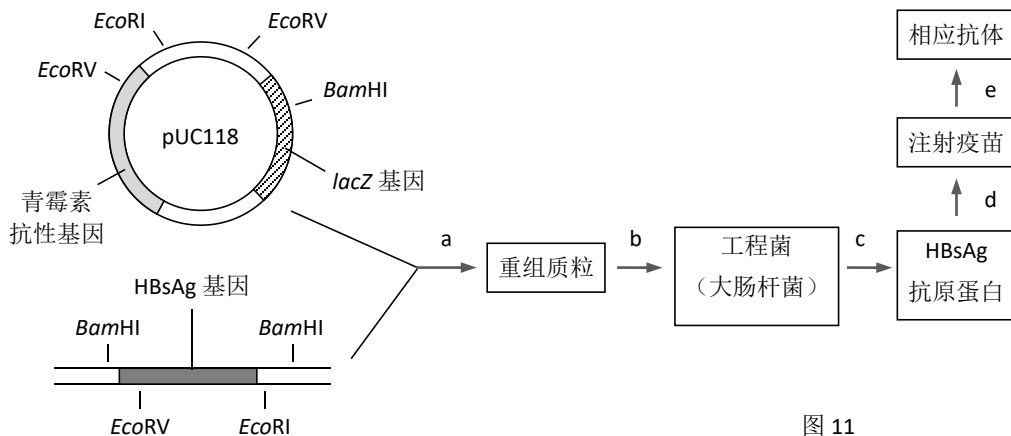 EcoRI
EcoRV
EcoRV
BamHI
pUC118
lacZ 基因
青霉素
抗性基因
HBsAg 基因
BamHI
BamHI
EcoRV
EcoRI
a
重组质粒
b
工程菌
（大肠杆菌）
c
HBsAg
抗原蛋白
d
注射疫苗
e
相应抗体
图 11